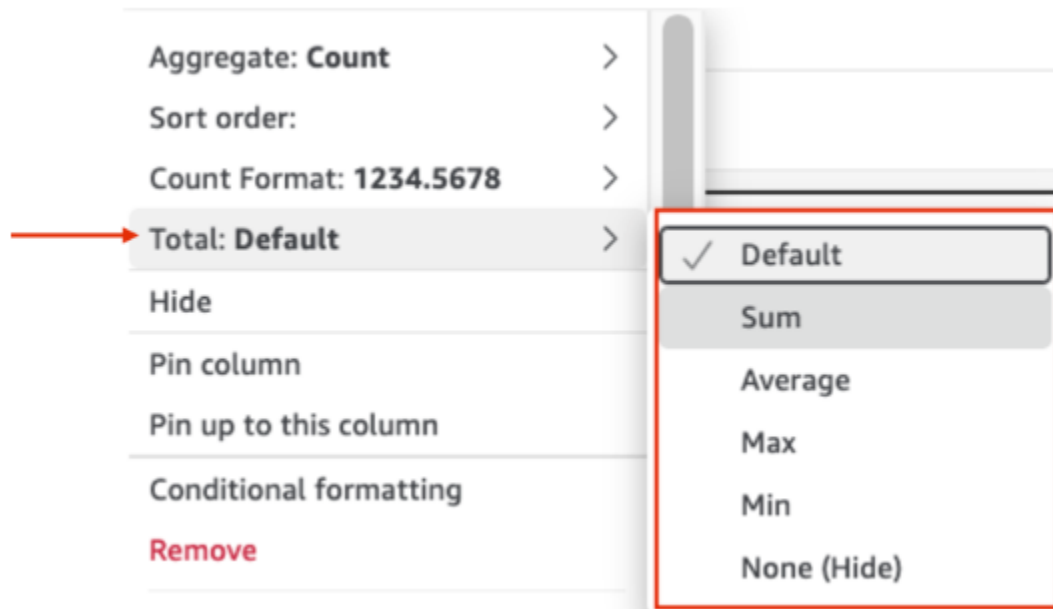 Aggregate: Count
Sort order:
Count Format: 1234.5678
Total: Default
Hide
Pin column
Pin up to this column
Conditional formatting
Remove
Default
Sum
Average
Max
Min
None (Hide)